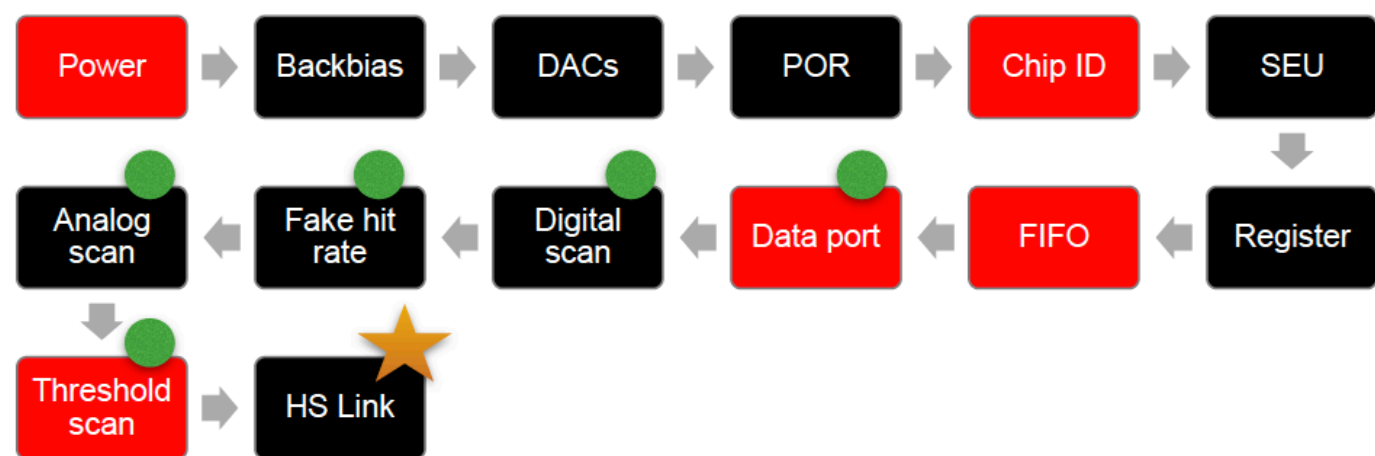 Power
Backbias
DACs
POR
Chip ID
SEU
Register
FIFO
Data port
Digital
scan
Fake hit
rate
Analog
scan
Threshold
scan
HS Link